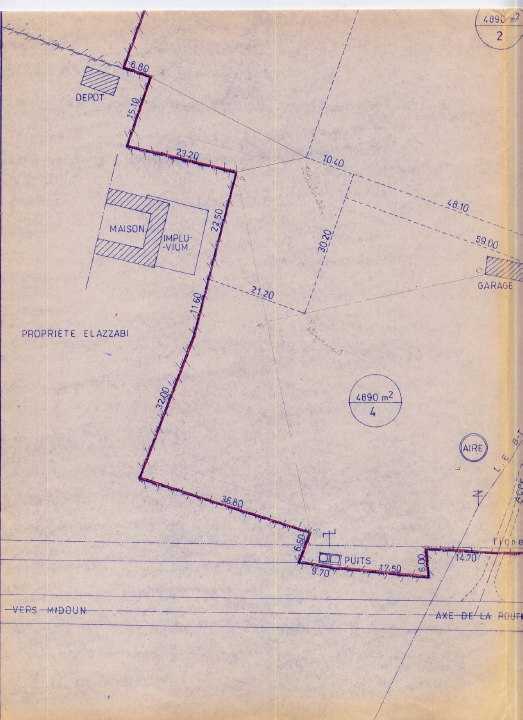 4890 m²
2
6.80
DEPOT
15.10
23.20
10.40
48.10
22.50
MAISON
IMPLU-
-VIUM
30.20
59.00
GARAGE
21.20
11.60
PROPRIETE ELAZZABI
32.00
4890 m²
4
AIRE
N
36.80
6.50
PUITS
9.70
17.50
6.00
14.70
VERS MIDOUN
AXE DE LA ROUTE